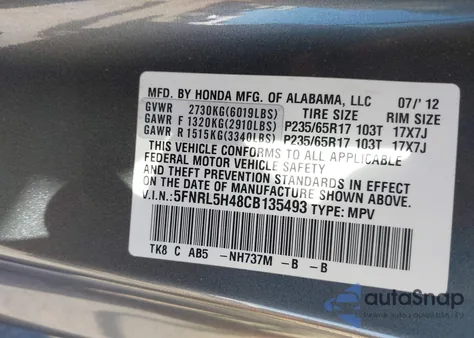 MFD. BY HONDA MFG. OF ALABAMA, LLC 07/'12
GVWR 2730KG(6019LBS) TIRE SIZE RIM SIZE
GAWR F 1320KG(2910LBS) P235/65R17 103T 17X7J
GAWR R 1515KG(3340LBS) P235/65R17 103T 17X7J
THIS VEHICLE CONFORMS TO ALL APPLICABLE
FEDERAL MOTOR VEHICLE SAFETY
AND THEFT PREVENTION STANDARDS IN EFFECT
ON THE DATE OF MANUFACTURE SHOWN ABOVE.
V.I.N.: 5FNRL5H48CB135493 TYPE: MPV
TK8 C AB5 -NH737M -B -B
autoSnap